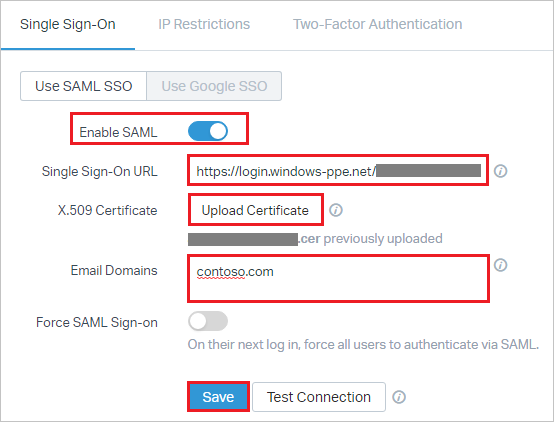 Single Sign-On IP Restrictions Two-Factor Authentication
Use SAML SSO Use Google SSO
Enable SAML
Single Sign-On URL https://login.windows-ppe.net/
X.509 Certificate Upload Certificate
.cer previously uploaded
Email Domains contoso.com
Force SAML Sign-on
On their next log in, force all users to authenticate via SAML.
Save Test Connection